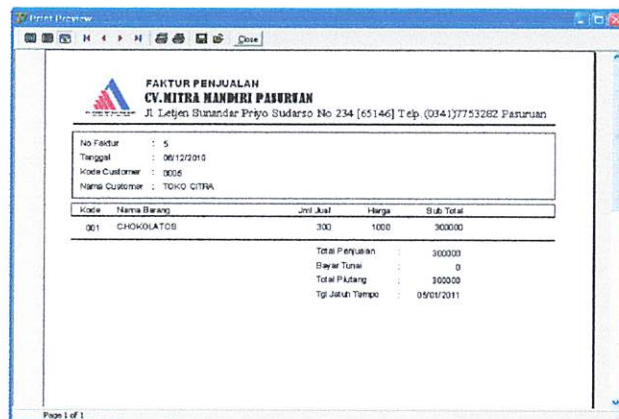 Print Preview
Close
FAKTUR PENJUALAN
CV.MITRA MANDIRI PASURUAN
Jl. Letjen Sunandar Priyo Sudarso No 234 [65146] Telp. (0341)7753282 Pasuruan
No Faktur : 5
Tanggal : 06/12/2010
Kode Customer : 0006
Nama Customer : TOKO CITRA
Kode Nama Barang Jml Jual Harga Sub Total
001 CHOKOLATOS 300 1000 300000
Total Penjualan : 300000
Bayar Tunai : 0
Total Piutang : 300000
Tgl Jatuh Tempo : 05/01/2011
Page 1 of 1